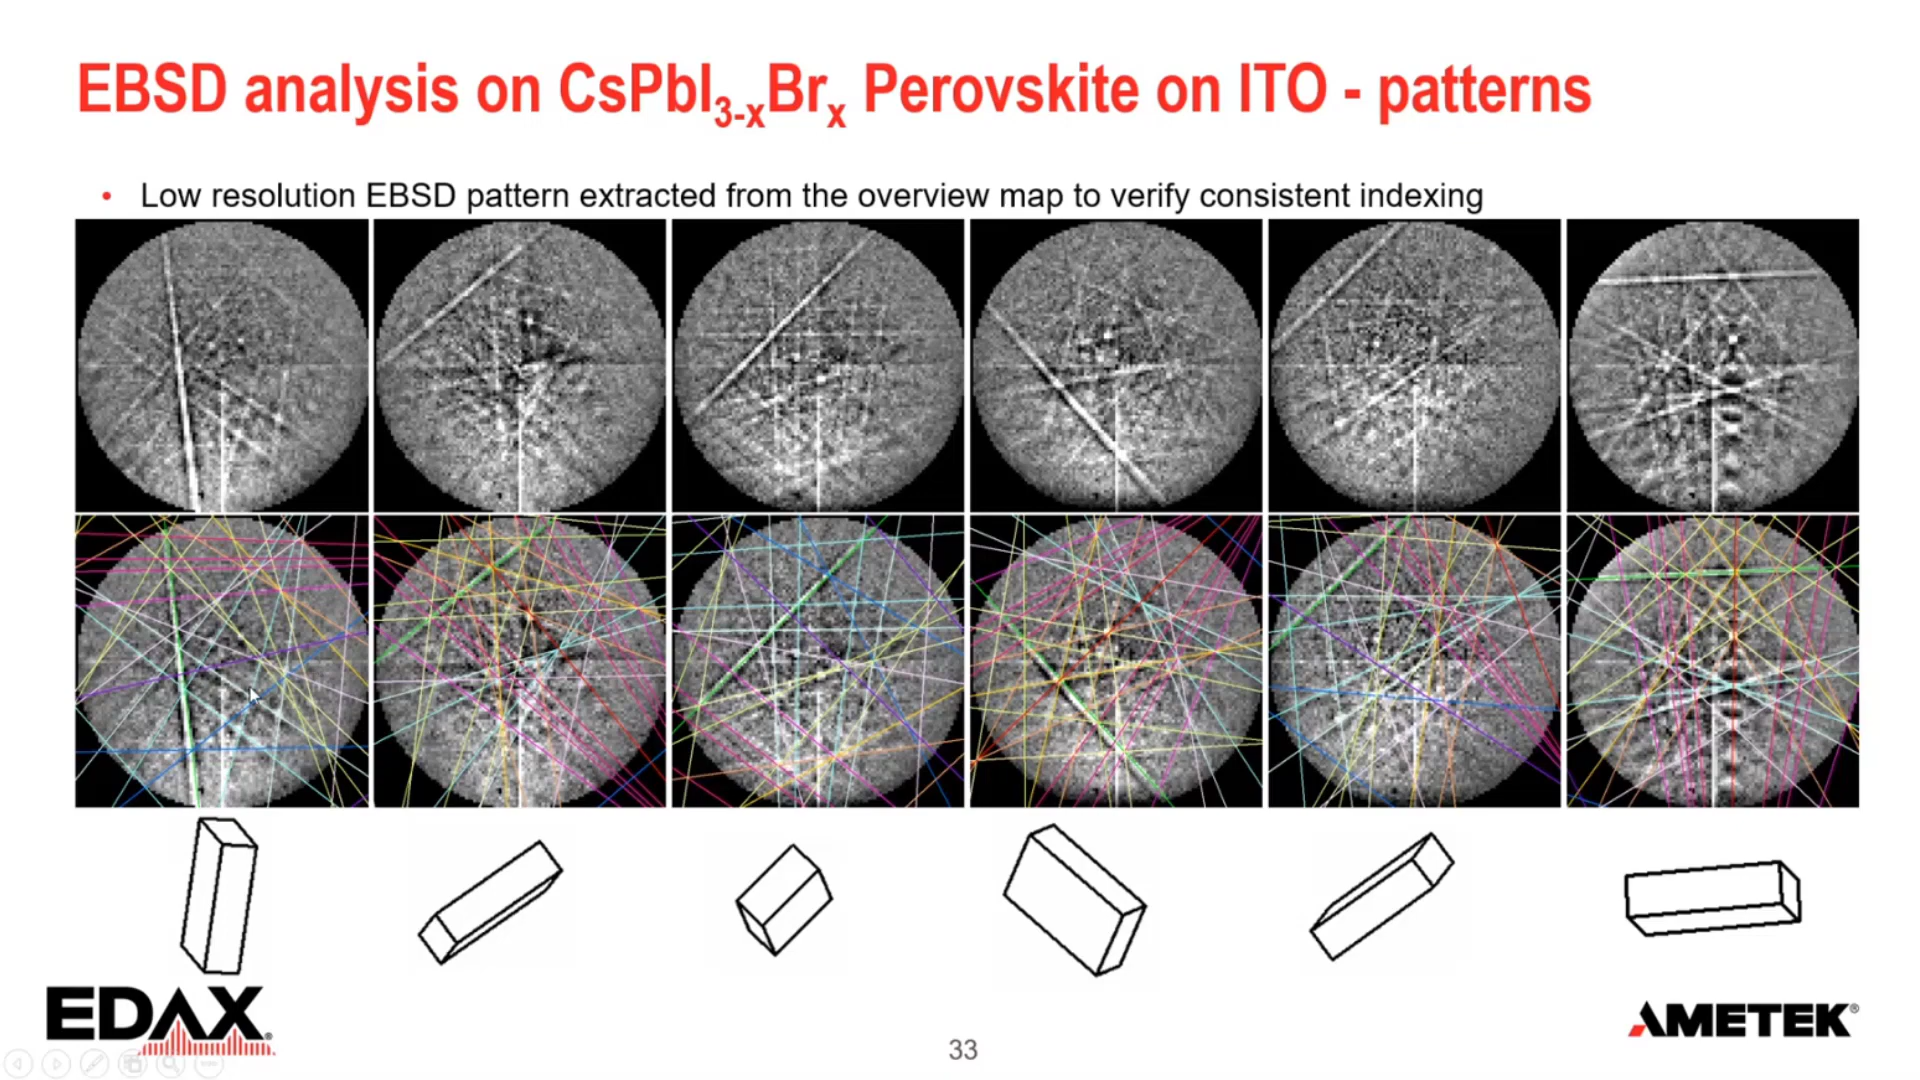 EBSD analysis on CsPbI3-xBrx Perovskite on ITO - patterns
• Low resolution EBSD pattern extracted from the overview map to verify consistent indexing
EDAX®
33
AMETEK®